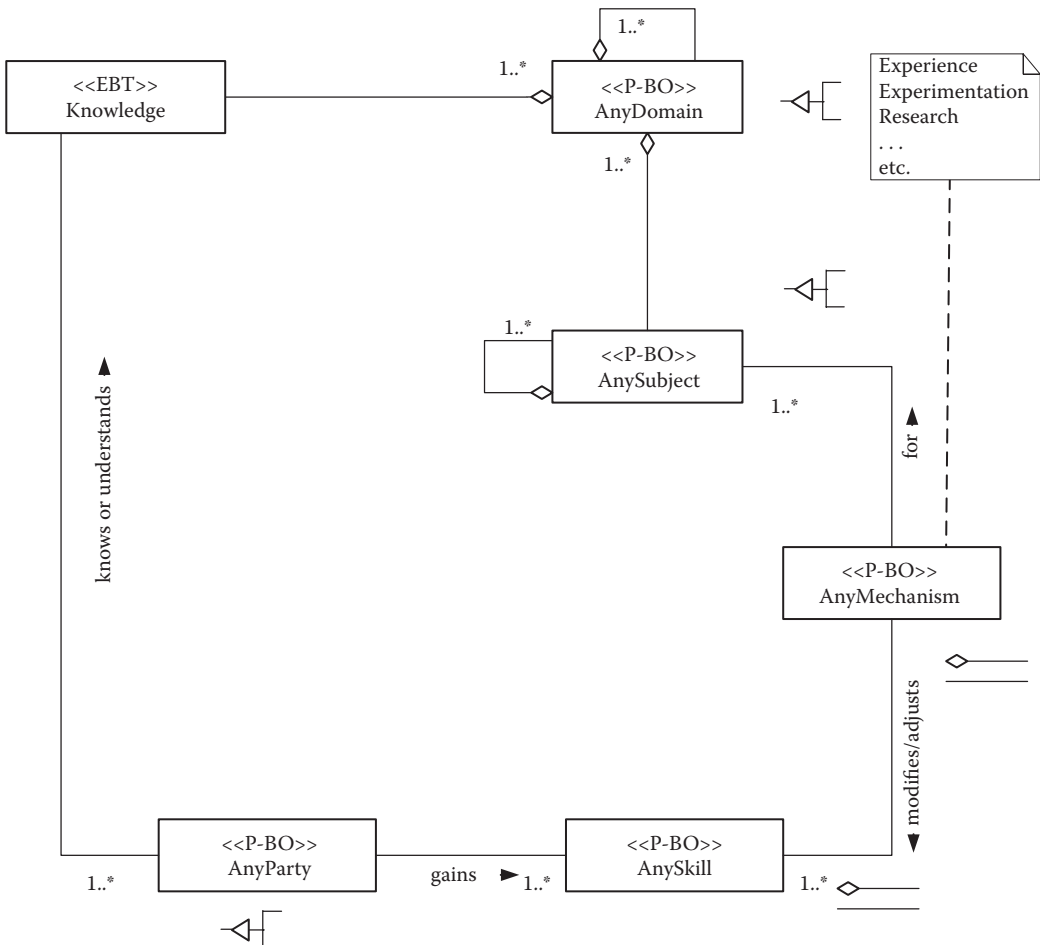 1..*
<<EBT>>
Knowledge
1..*
<<P-BO>>
AnyDomain
1..*
Experience
Experimentation
Research
. . .
etc.
1..*
<<P-BO>>
AnySubject
1..*
knows or understands
for
<<P-BO>>
AnyMechanism
modifies/adjusts
<<P-BO>>
AnyParty
1..*
gains
1..*
<<P-BO>>
AnySkill
1..*